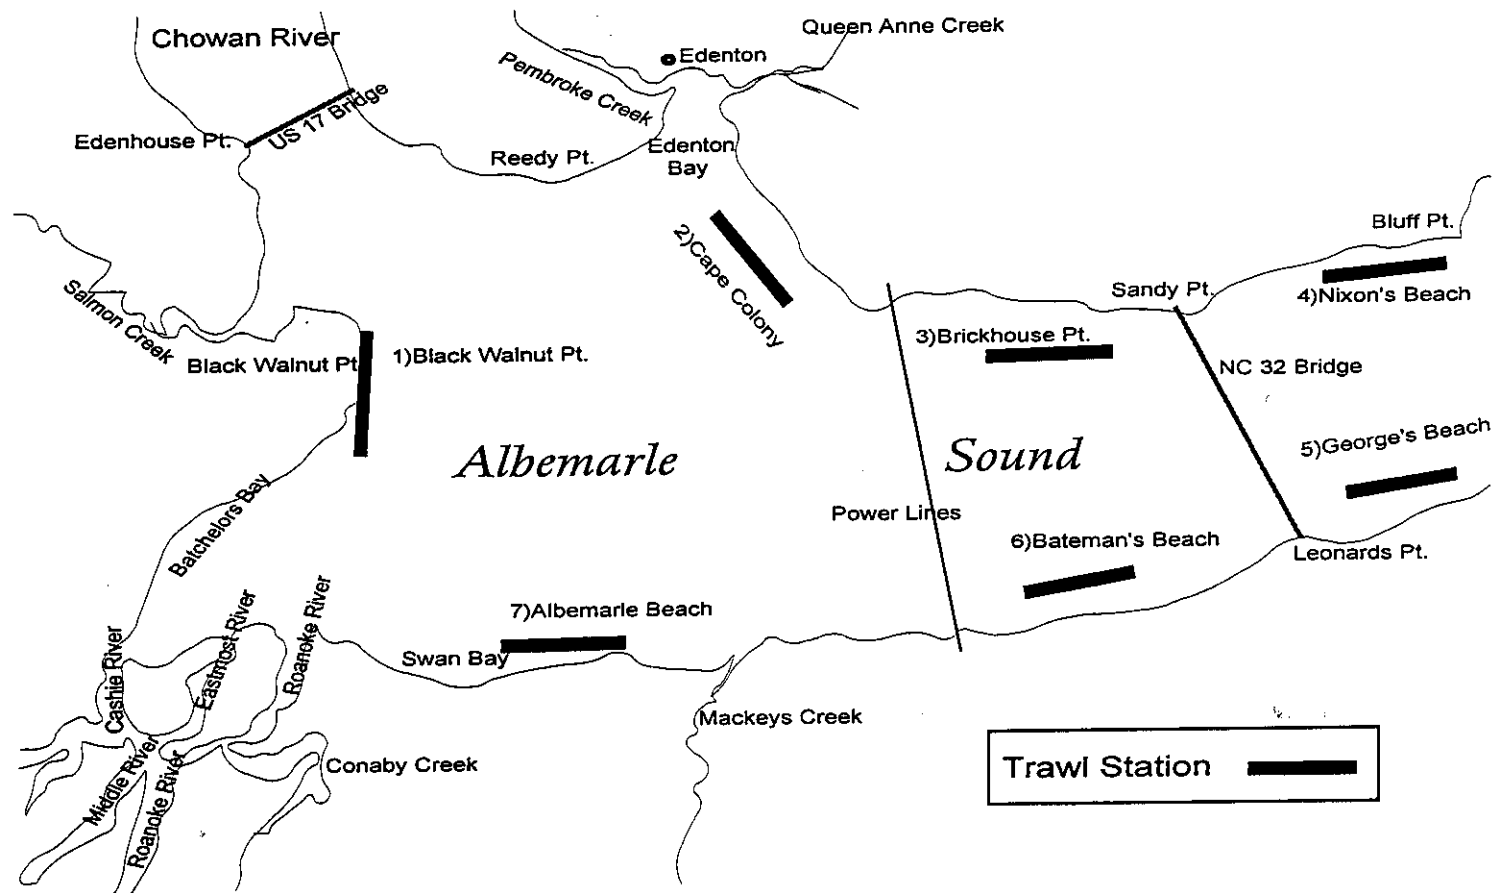 Chowan River
Queen Anne Creek
Edenton
Pembroke Creek
US 17 Bridge
Edenhouse Pt.
Reedy Pt.
Edenton
Bay
Bluff Pt.
2)Cape Colony
Salmon Creek
Sandy Pt.
4)Nixon's Beach
3)Brickhouse Pt.
Black Walnut Pt
1)Black Walnut Pt.
NC 32 Bridge
5)George's Beach
Albemarle
Sound
Batchelors Bay
Power Lines
6)Bateman's Beach
Leonards Pt.
7)Albemarle Beach
Cashie River
Eastmost River
Roanoke River
Swan Bay
Mackeys Creek
Middle River
Roanoke River
Conaby Creek
Trawl Station